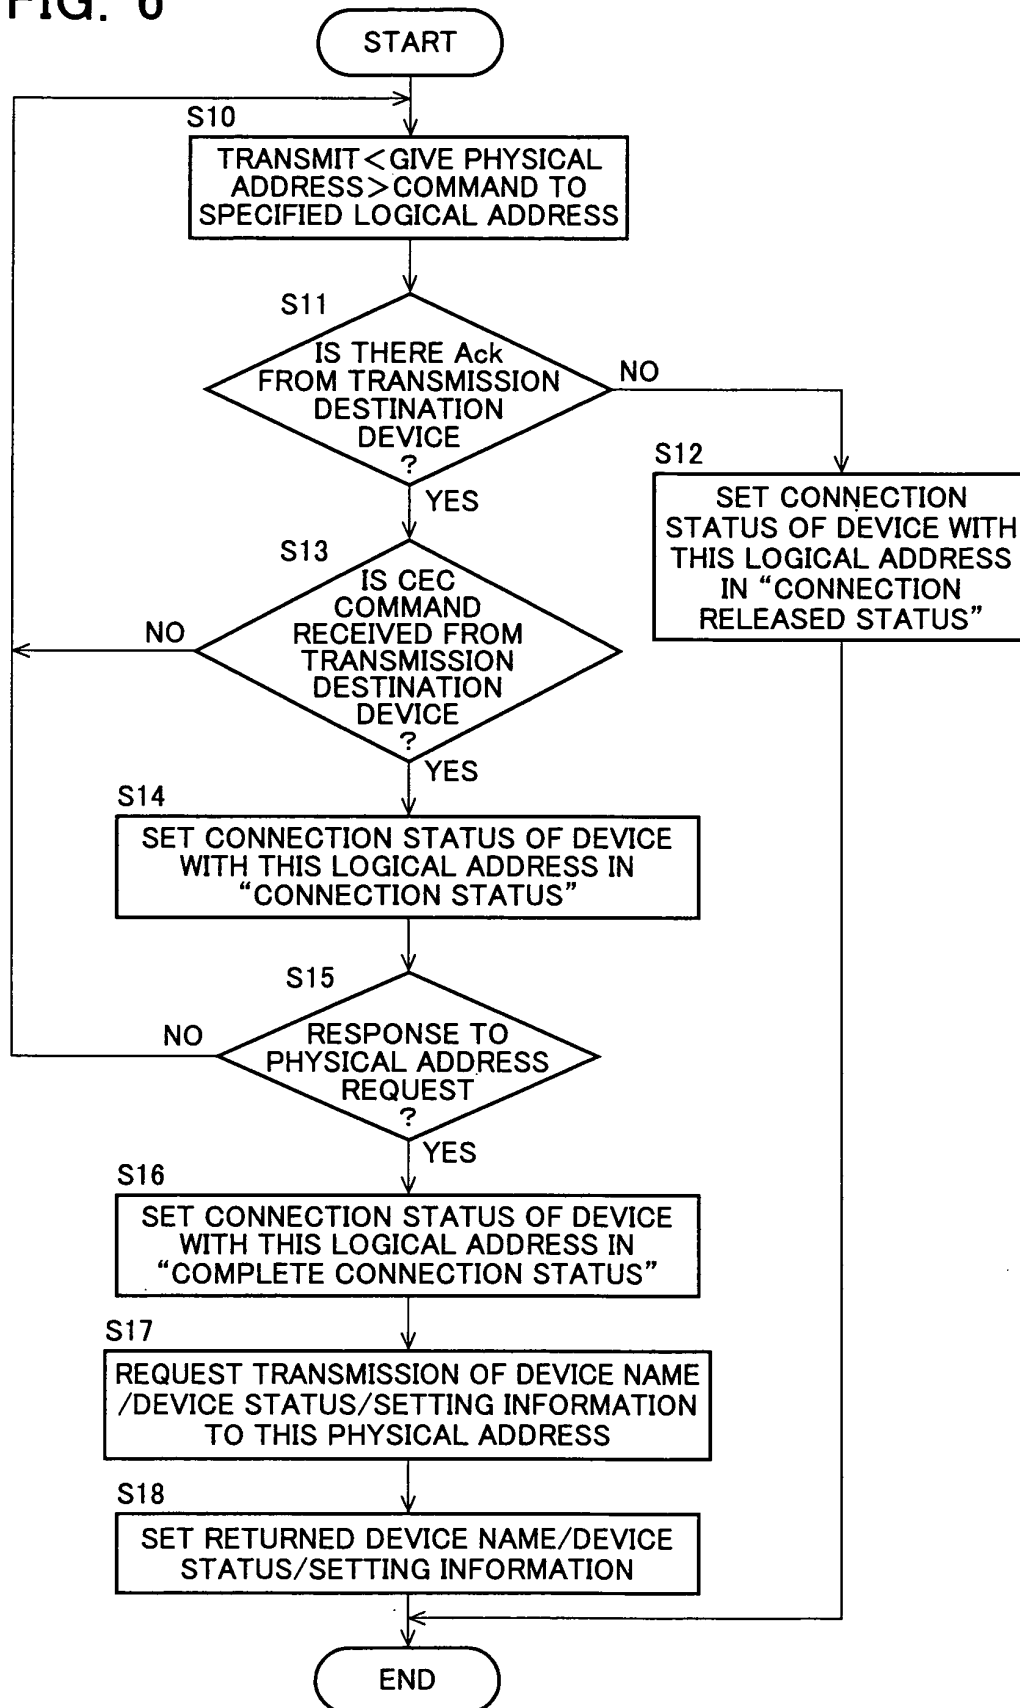 FIG. 6
START
S10
TRANSMIT<GIVE PHYSICAL
ADDRESS>COMMAND TO
SPECIFIED LOGICAL ADDRESS
S11
IS THERE Ack
FROM TRANSMISSION
DESTINATION
DEVICE
?
NO
YES
S12
SET CONNECTION
STATUS OF DEVICE WITH
THIS LOGICAL ADDRESS
IN “CONNECTION
RELEASED STATUS”
S13
IS CEC
COMMAND
RECEIVED FROM
TRANSMISSION
DESTINATION
DEVICE
?
NO
YES
S14
SET CONNECTION STATUS OF DEVICE
WITH THIS LOGICAL ADDRESS IN
“CONNECTION STATUS”
S15
RESPONSE TO
PHYSICAL ADDRESS
REQUEST
?
NO
YES
S16
SET CONNECTION STATUS OF DEVICE
WITH THIS LOGICAL ADDRESS IN
“COMPLETE CONNECTION STATUS”
S17
REQUEST TRANSMISSION OF DEVICE NAME
/DEVICE STATUS/SETTING INFORMATION
TO THIS PHYSICAL ADDRESS
S18
SET RETURNED DEVICE NAME/DEVICE
STATUS/SETTING INFORMATION
END